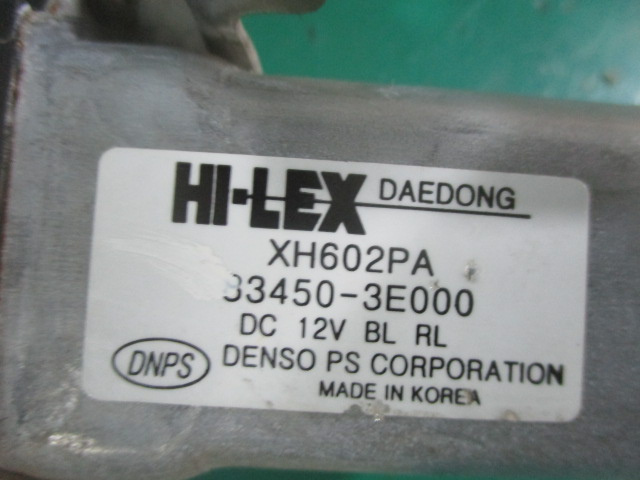 HI-LEX DAEDONG
XH602PA
83450-3E000
DC 12V BL RL
DNPS DENSO PS CORPORATION
MADE IN KOREA